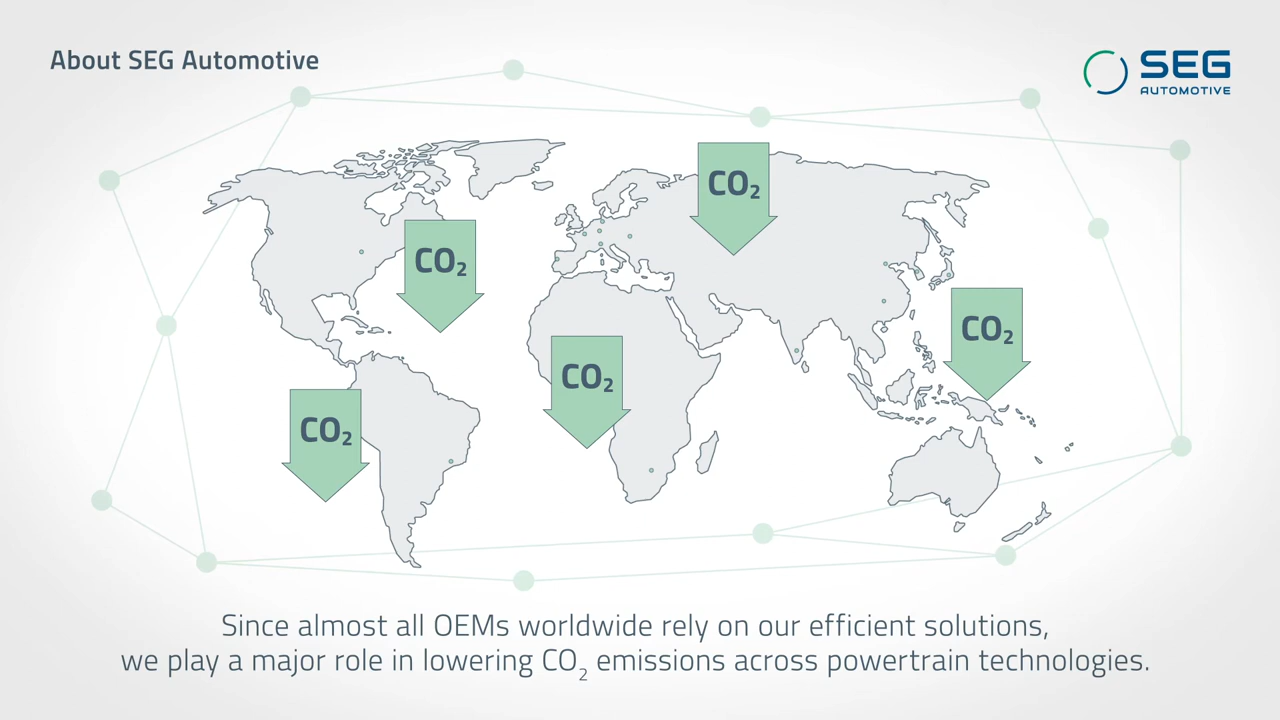 About SEG Automotive
SEG
AUTOMOTIVE
CO₂
CO₂
CO₂
CO₂
CO₂
Since almost all OEMs worldwide rely on our efficient solutions,
we play a major role in lowering CO₂ emissions across powertrain technologies.